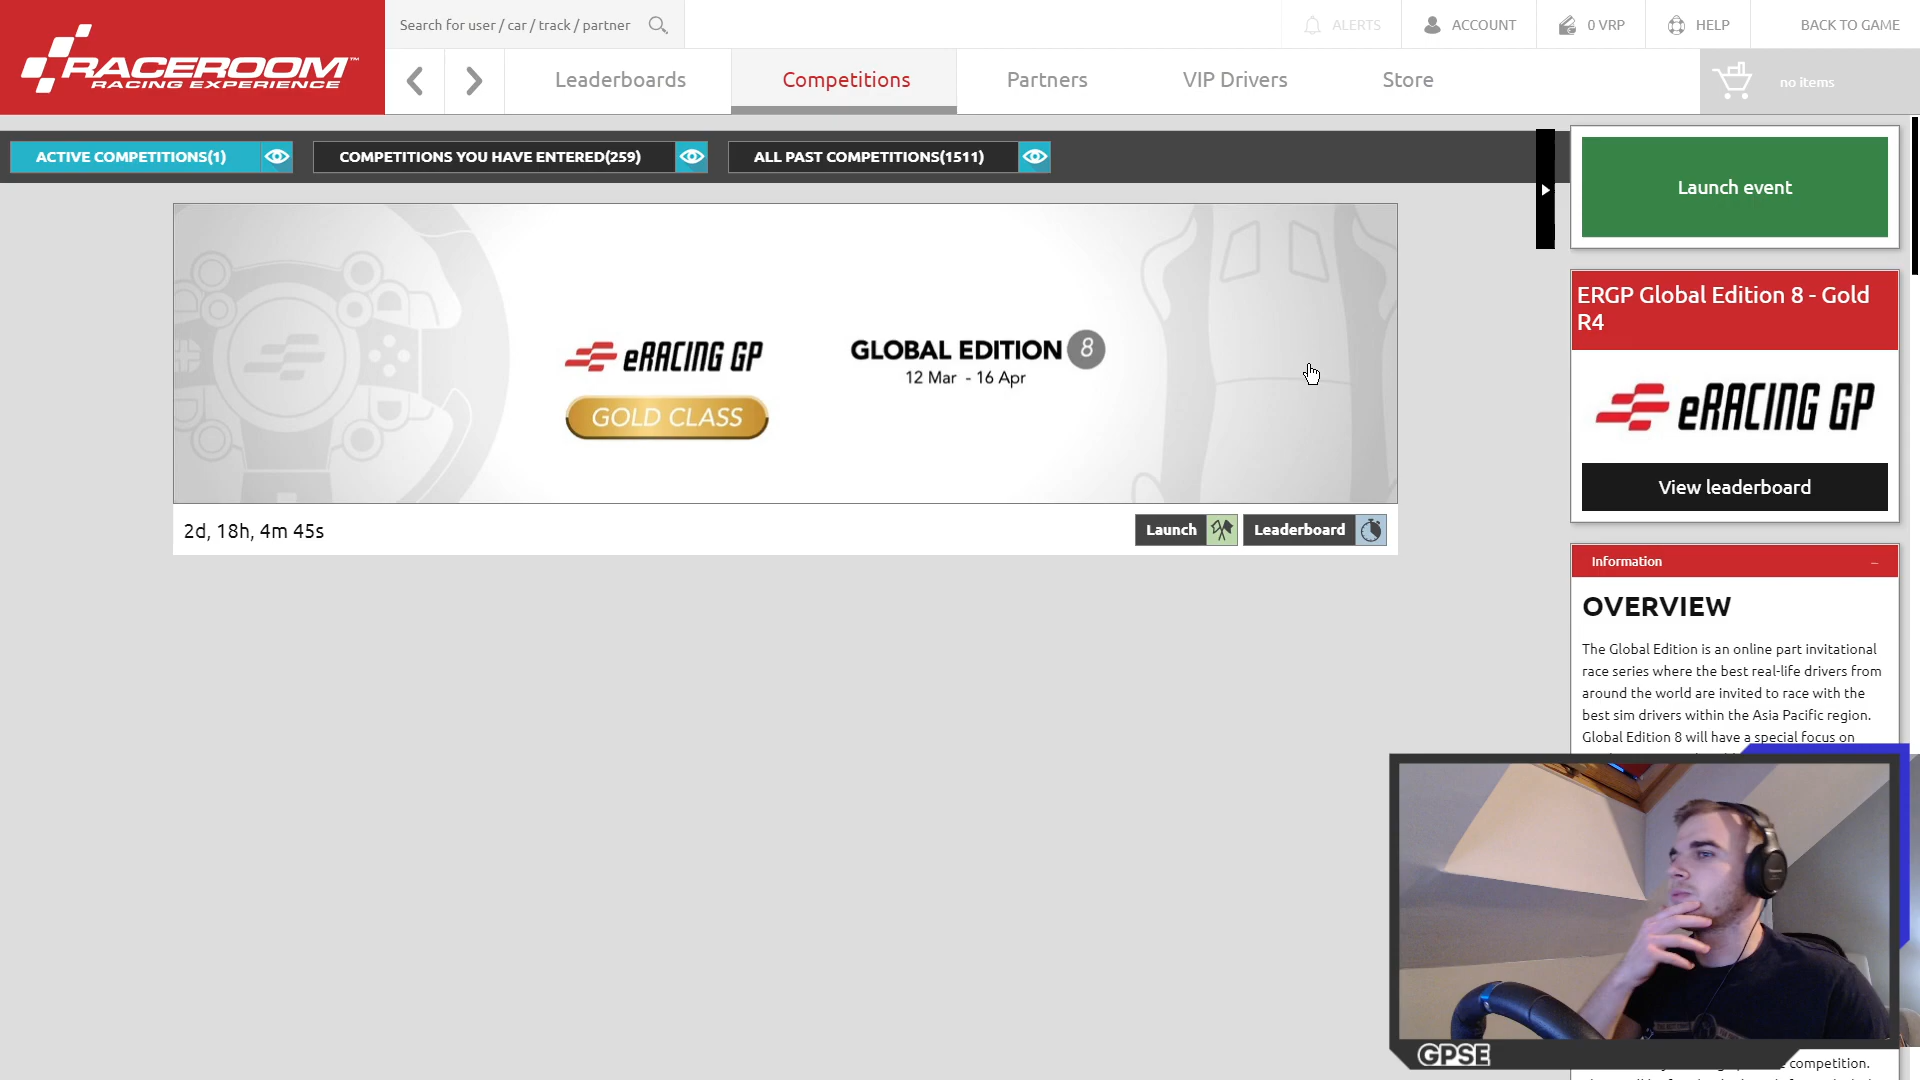 RACEROOM™
RACING EXPERIENCE
Search for user / car / track / partner
ALERTS
ACCOUNT
0 VRP
HELP
BACK TO GAME
Leaderboards
Competitions
Partners
VIP Drivers
Store
no items
ACTIVE COMPETITIONS(1)
COMPETITIONS YOU HAVE ENTERED(259)
ALL PAST COMPETITIONS(1511)
eRACING GP
GOLD CLASS
GLOBAL EDITION 8
12 Mar - 16 Apr
2d, 18h, 4m 45s
Launch
Leaderboard
Launch event
ERGP Global Edition 8 - Gold
R4
eRACING GP
View leaderboard
Information
OVERVIEW
The Global Edition is an online part invitational
race series where the best real-life drivers from
around the world are invited to race with the
best sim drivers within the Asia Pacific region.
Global Edition 8 will have a special focus on
competition.
GPSE